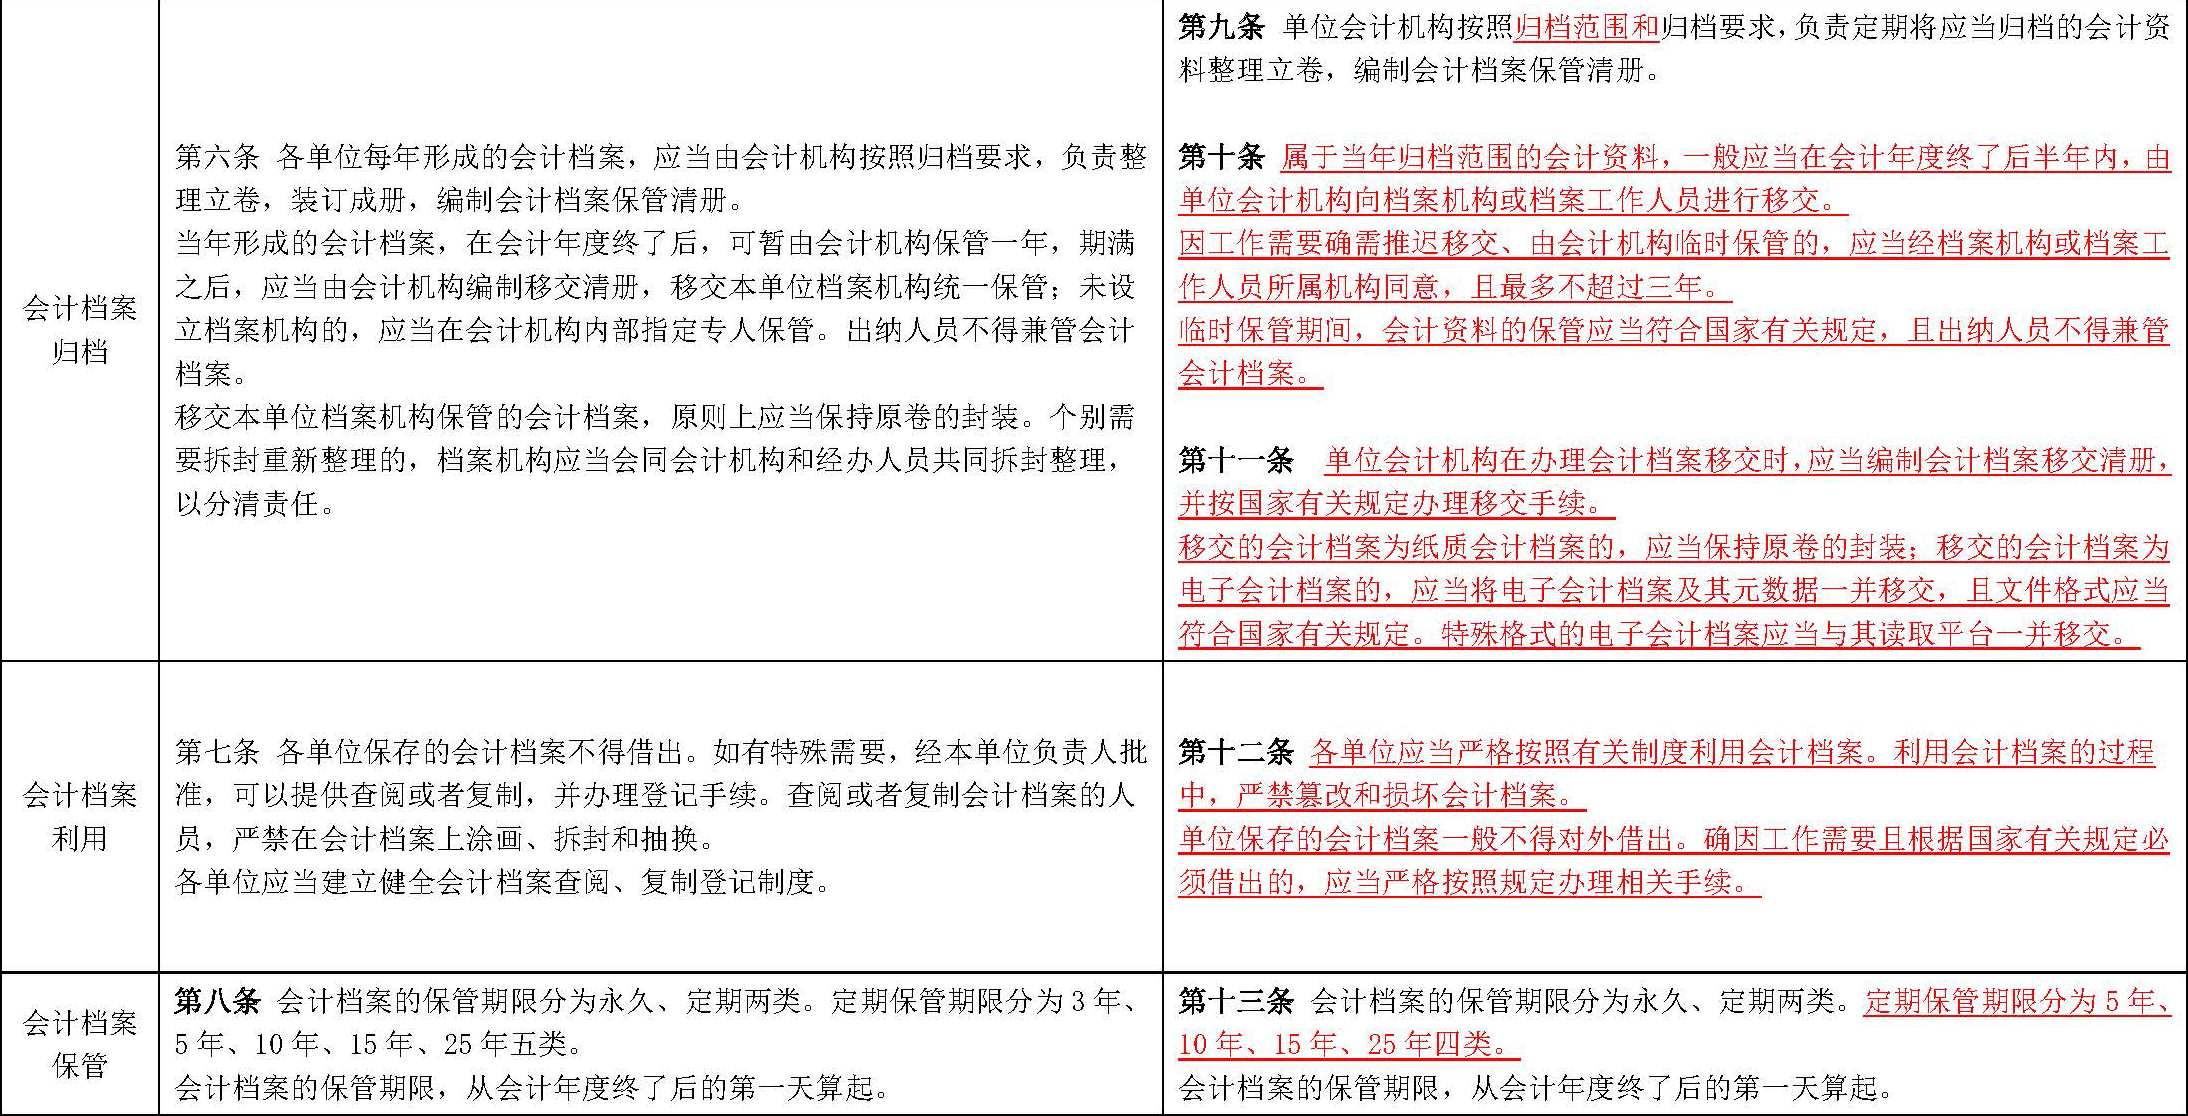 会计档案
归档
第六条 各单位每年形成的会计档案，应当由会计机构按照归档要求，负责整
理立卷，装订成册，编制会计档案保管清册。
当年形成的会计档案，在会计年度终了后，可暂由会计机构保管一年，期满
之后，应当由会计机构编制移交清册，移交本单位档案机构统一保管；未设
立档案机构的，应当在会计机构内部指定专人保管。出纳人员不得兼管会计
档案。
移交本单位档案机构保管的会计档案，原则上应当保持原卷的封装。个别需
要拆封重新整理的，档案机构应当会同会计机构和经办人员共同拆封整理，
以分清责任。
第九条 单位会计机构按照归档范围和归档要求，负责定期将应当归档的会计资
料整理立卷，编制会计档案保管清册。
第十条 属于当年归档范围的会计资料，一般应当在会计年度终了后半年内，由
单位会计机构向档案机构或档案工作人员进行移交。
因工作需要确需推迟移交、由会计机构临时保管的，应当经档案机构或档案工
作人员所属机构同意，且最多不超过三年。
临时保管期间，会计资料的保管应当符合国家有关规定，且出纳人员不得兼管
会计档案。
第十一条 单位会计机构在办理会计档案移交时，应当编制会计档案移交清册，
并按国家有关规定办理移交手续。
移交的会计档案为纸质会计档案的，应当保持原卷的封装；移交的会计档案为
电子会计档案的，应当将电子会计档案及其元数据一并移交，且文件格式应当
符合国家有关规定。特殊格式的电子会计档案应当与其读取平台一并移交。
会计档案
利用
第七条 各单位保存的会计档案不得借出。如有特殊需要，经本单位负责人批
准，可以提供查阅或者复制，并办理登记手续。查阅或者复制会计档案的人
员，严禁在会计档案上涂画、拆封和抽换。
各单位应当建立健全会计档案查阅、复制登记制度。
第十二条 各单位应当严格按照有关制度利用会计档案。利用会计档案的过程
中，严禁篡改和损坏会计档案。
单位保存的会计档案一般不得对外借出。确因工作需要且根据国家有关规定必
须借出的，应当严格按照规定办理相关手续。
会计档案
保管
第八条 会计档案的保管期限分为永久、定期两类。定期保管期限分为 3 年、
5 年、10 年、15 年、25 年五类。
会计档案的保管期限，从会计年度终了后的第一天算起。
第十三条 会计档案的保管期限分为永久、定期两类。定期保管期限分为 5 年、
10 年、15 年、25 年四类。
会计档案的保管期限，从会计年度终了后的第一天算起。